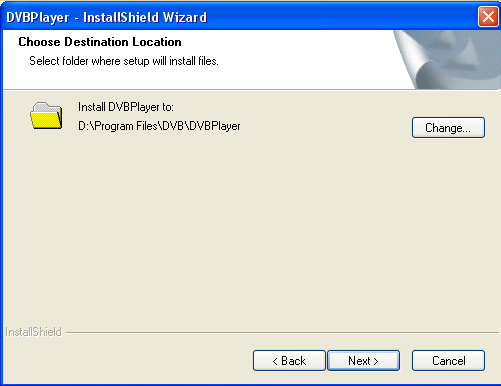 DVBPlayer - InstallShield Wizard
Choose Destination Location
Select folder where setup will install files.
Install DVBPlayer to:
D:\Program Files\DVB\DVBPlayer
Change...
InstallShield
< Back
Next >
Cancel